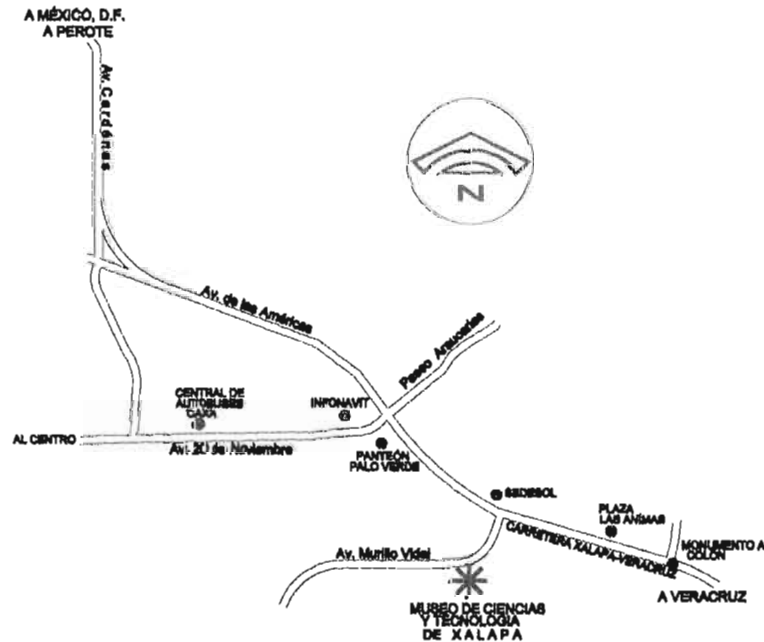 A MÉXICO, D.F.
A PEROTE
Av. Cardénas
N
Av. de las Américas
Paseo Araucarias
CENTRAL DE
AUTOBUSES
CAXA
INFONAVIT
AL CENTRO
Av. 20 de Noviembre
PANTEÓN
PALO VERDE
SEDESOL
PLAZA
LAS ANIMAS
CARRETERA XALAPA-VERACRUZ
MONUMENTO A
COLÓN
Av. Murillo Vidal
A VERACRUZ
MUSEO DE CIENCIAS
Y TECNOLOGIA
DE XALAPA